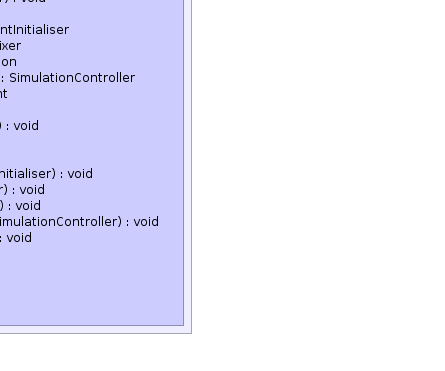 ) : void
ntInitialiser
ixer
on
: SimulationController
nt
) : void
nitialiser) : void
r) : void
) : void
imulationController) : void
: void